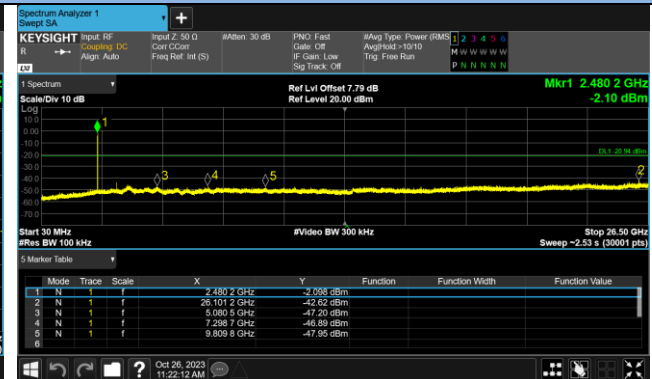 Spectrum Analyzer 1
Swept SA
+
KEYSIGHT Input: RF Input Z: 50 Ω #Atten: 30 dB PNO: Fast #Avg Type: Power (RMS 1 2 3 4 5 6
R Coupling: DC Corr CCorr Gate: Off Avg|Hold:>10/10 M W W W W W
Align: Auto Freq Ref: Int (S) IF Gain: Low Trig: Free Run
LXI Sig Track: Off P N N N N N
1 Spectrum Ref Lvl Offset 7.79 dB Mkr1 2.480 2 GHz
Scale/Div 10 dB Ref Level 20.00 dBm -2.10 dBm
Log
10.0
1
0.00
-10.0
-20.0
DL1 -20.94 dBm
-30.0
-40.0
3 4 5 2
-50.0
-60.0
-70.0
Start 30 MHz #Video BW 300 kHz Stop 26.50 GHz
#Res BW 100 kHz Sweep ~2.53 s (30001 pts)
5 Marker Table
Mode Trace Scale X Y Function Function Width Function Value
1 N 1 f 2.480 2 GHz -2.098 dBm
2 N 1 f 26.101 2 GHz -42.62 dBm
3 N 1 f 5.080 5 GHz -47.20 dBm
4 N 1 f 7.298 7 GHz -46.89 dBm
5 N 1 f 9.809 8 GHz -47.95 dBm
6
? Oct 26, 2023
11:22:12 AM